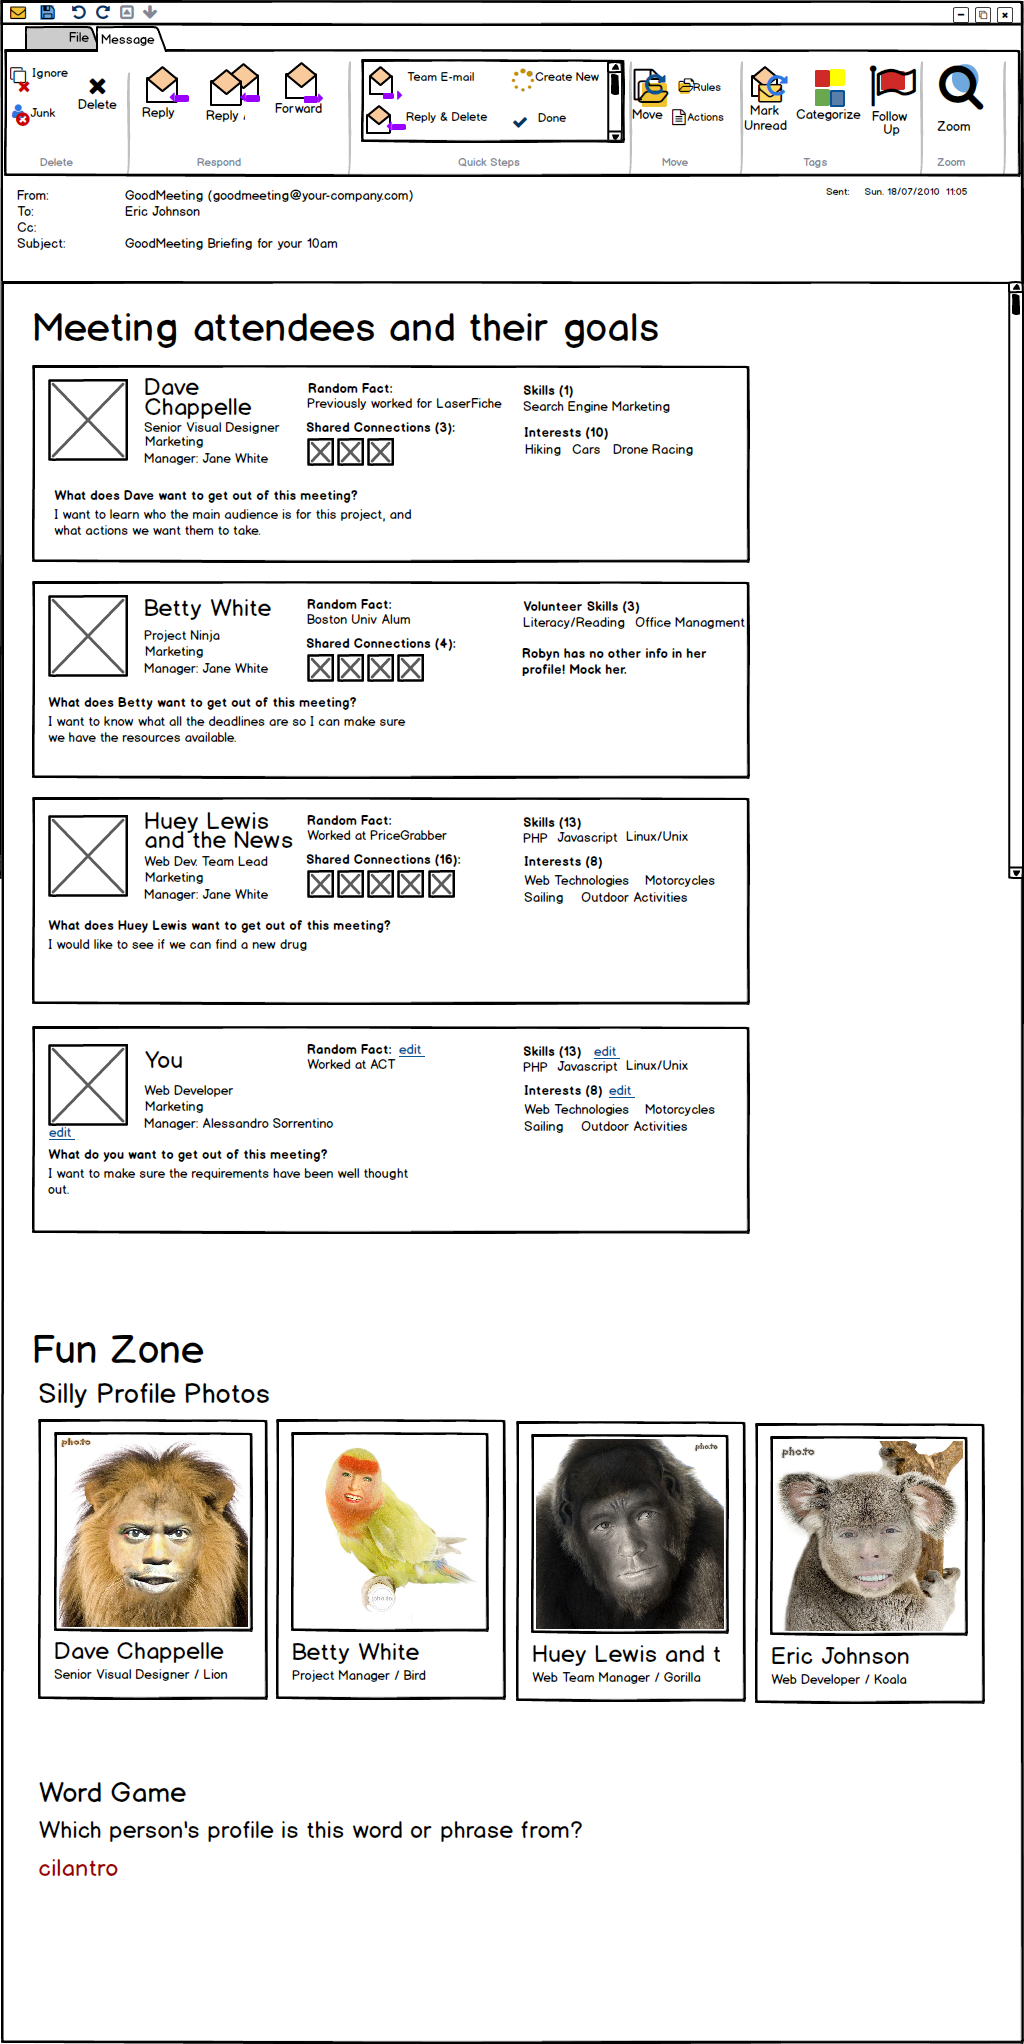 File
Message
Ignore
Junk
Delete
Delete
Reply
Reply
Forward
Respond
Team E-mail
Create New
Reply & Delete
Done
Quick Steps
Move
Rules
Actions
Move
Mark
Unread
Categorize
Follow
Up
Tags
Zoom
Zoom
From: GoodMeeting (goodmeeting@your-company.com)
Sent: Sun. 18/07/2010 11:05
To: Eric Johnson
Cc:
Subject: GoodMeeting Briefing for your 10am
Meeting attendees and their goals
Dave
Chappelle
Senior Visual Designer
Marketing
Manager: Jane White
Random Fact:
Previously worked for LaserFiche
Shared Connections (3):
Skills (1)
Search Engine Marketing
Interests (10)
Hiking Cars Drone Racing
What does Dave want to get out of this meeting?
I want to learn who the main audience is for this project, and
what actions we want them to take.
Betty White
Project Ninja
Marketing
Manager: Jane White
Random Fact:
Boston Univ Alum
Shared Connections (4):
Volunteer Skills (3)
Literacy/Reading Office Managment
Robyn has no other info in her
profile! Mock her.
What does Betty want to get out of this meeting?
I want to know what all the deadlines are so I can make sure
we have the resources available.
Huey Lewis
and the News
Web Dev. Team Lead
Marketing
Manager: Jane White
Random Fact:
Worked at PriceGrabber
Shared Connections (16):
Skills (13)
PHP Javascript Linux/Unix
Interests (8)
Web Technologies Motorcycles
Sailing Outdoor Activities
What does Huey Lewis want to get out of this meeting?
I would like to see if we can find a new drug
You
Web Developer
Marketing
Manager: Alessandro Sorrentino
edit
Random Fact: edit
Worked at ACT
Skills (13) edit
PHP Javascript Linux/Unix
Interests (8) edit
Web Technologies Motorcycles
Sailing Outdoor Activities
What do you want to get out of this meeting?
I want to make sure the requirements have been well thought
out.
Fun Zone
Silly Profile Photos
pho.to
Dave Chappelle
Senior Visual Designer / Lion
pho.to
Betty White
Project Manager / Bird
pho.to
Huey Lewis and t
Web Team Manager / Gorilla
pho.to
Eric Johnson
Web Developer / Koala
Word Game
Which person's profile is this word or phrase from?
cilantro